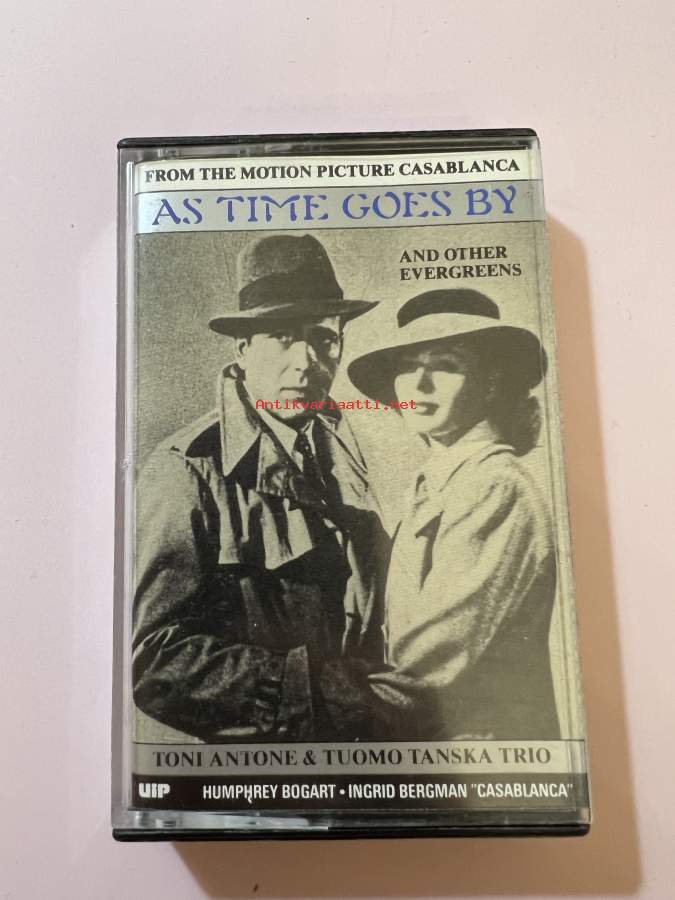 FROM THE MOTION PICTURE CASABLANCA
AS TIME GOES BY
AND OTHER
EVERGREENS
Antikvariaatti.net
TONI ANTONE & TUOMO TANSKA TRIO
UIP HUMPHREY BOGART • INGRID BERGMAN "CASABLANCA"